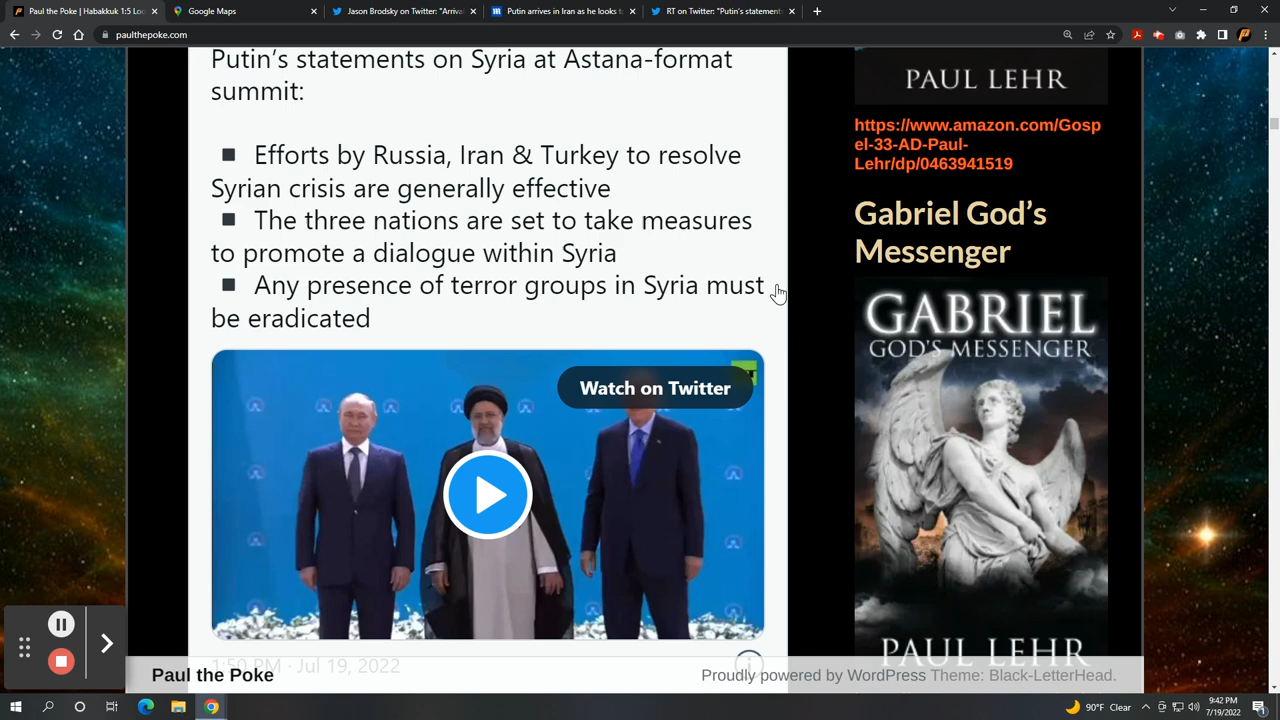 Paul the Poke | Habakkuk 1:5 Loo
Google Maps
Jason Brodsky on Twitter: "Arrival
Putin arrives in Iran as he looks to
RT on Twitter: "Putin's statements
paulthepoke.com
Putin's statements on Syria at Astana-format
summit:
Efforts by Russia, Iran & Turkey to resolve
Syrian crisis are generally effective
The three nations are set to take measures
to promote a dialogue within Syria
Any presence of terror groups in Syria must
be eradicated
Watch on Twitter
1:50 PM · Jul 19, 2022
PAUL LEHR
https://www.amazon.com/Gosp
el-33-AD-Paul-
Lehr/dp/0463941519
Gabriel God's
Messenger
GABRIEL
GOD'S MESSENGER
PAUL LEHR
Paul the Poke
Proudly powered by WordPress Theme: Black-LetterHead.
90°F Clear
9:42 PM
7/19/2022